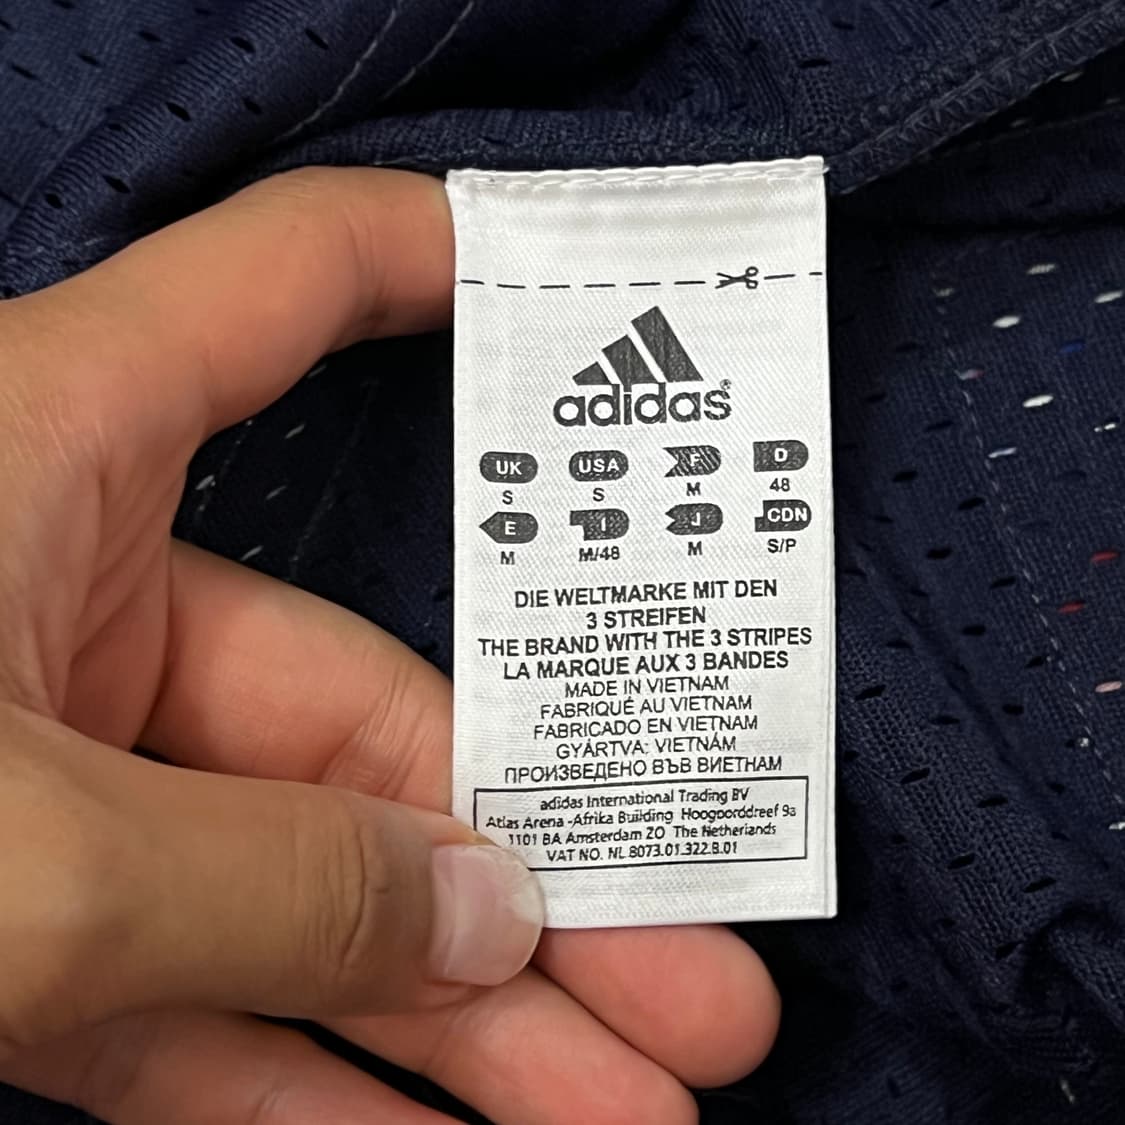 adidas®
UK USA F D
S S M 48
E I J CDN
M M/48 M S/P
DIE WELTMARKE MIT DEN
3 STREIFEN
THE BRAND WITH THE 3 STRIPES
LA MARQUE AUX 3 BANDES
MADE IN VIETNAM
FABRIQUÉ AU VIETNAM
FABRICADO EN VIETNAM
GYÁRTVA: VIETNÁM
ПРОИЗВЕДЕНО ВЪВ ВИЕТНАМ
adidas International Trading BV
Atlas Arena -Afrika Building Hoogoorddreef 9a
1101 BA Amsterdam ZO The Netherlands
VAT NO. NL.8073.01.322.B.01